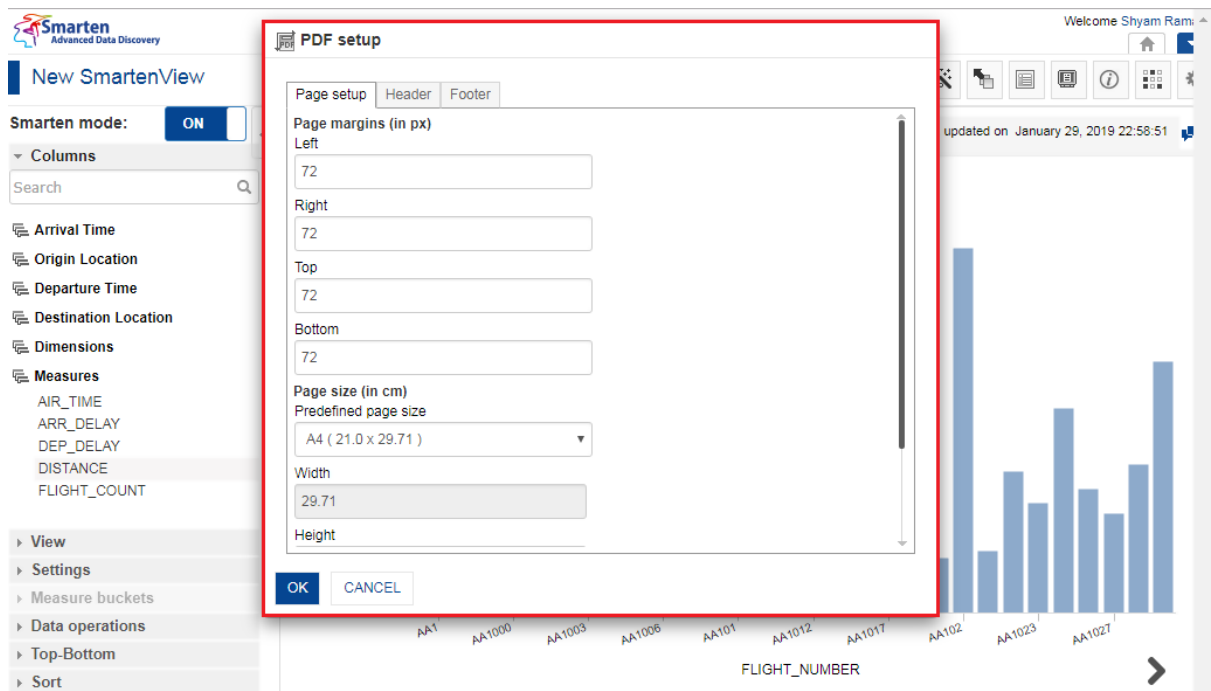 Smarten
Advanced Data Discovery
Welcome Shyam Rama
New SmartenView
Smarten mode:
ON
Columns
Search
Arrival Time
Origin Location
Departure Time
Destination Location
Dimensions
Measures
AIR_TIME
ARR_DELAY
DEP_DELAY
DISTANCE
FLIGHT_COUNT
View
Settings
Measure buckets
Data operations
Top-Bottom
Sort
PDF PDF setup
Page setup Header Footer
Page margins (in px)
Left
72
Right
72
Top
72
Bottom
72
Page size (in cm)
Predefined page size
A4 ( 21.0 x 29.71 )
Width
29.71
Height
OK CANCEL
updated on January 29, 2019 22:58:51
AA1 AA1000 AA1003 AA1006 AA101 AA1012 AA1017 AA102 AA1023 AA1027
FLIGHT_NUMBER